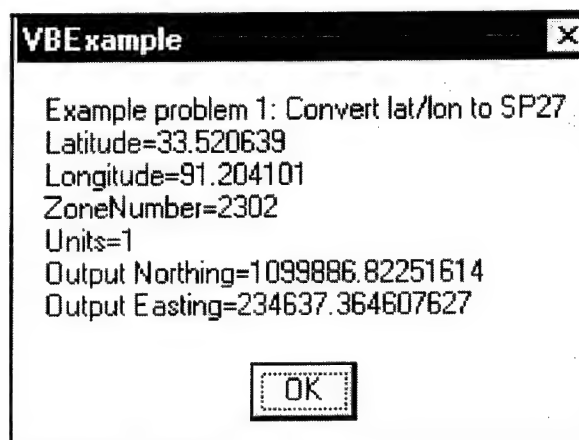 VBExample
Example problem 1: Convert lat/lon to SP27
Latitude=33.520639
Longitude=91.204101
ZoneNumber=2302
Units=1
Output Northing=1099886.82251614
Output Easting=234637.364607627
OK